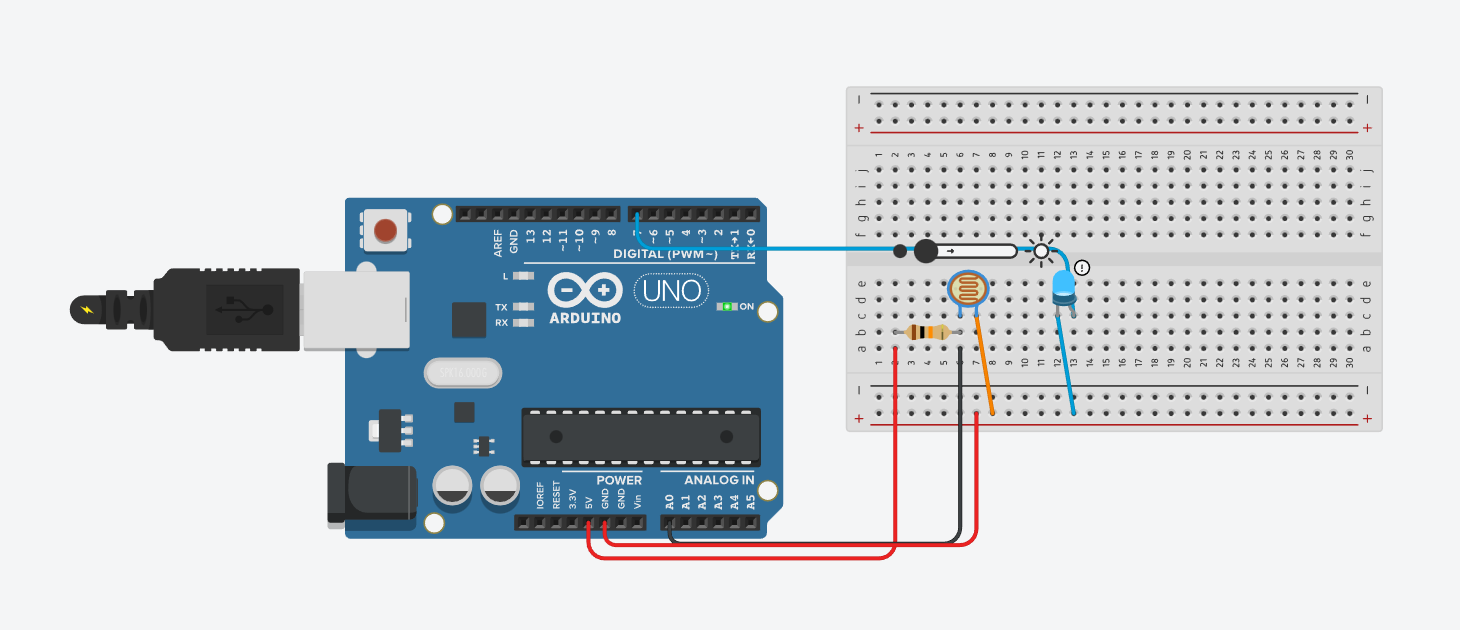 − −
+ +
1 2 3 4 5 6 7 8 9 10 11 12 13 14 15 16 17 18 19 20 21 22 23 24 25 26 27 28 29 30
j j
i i
h h
g g
f f
AREF
GND
13
12
~11
~10
~9
8
~6
~5
4
~3
2
TX→1
RX←0
DIGITAL (PWM~)
L
TX
RX
ARDUINO
UNO
ON
!
e e
d d
c c
b b
a a
1 2 3 4 5 6 7 8 9 10 11 12 13 14 15 16 17 18 19 20 21 22 23 24 25 26 27 28 29 30
− −
+ +
POWER
ANALOG IN
IOREF
RESET
3.3V
5V
GND
GND
Vin
A0
A1
A2
A3
A4
A5